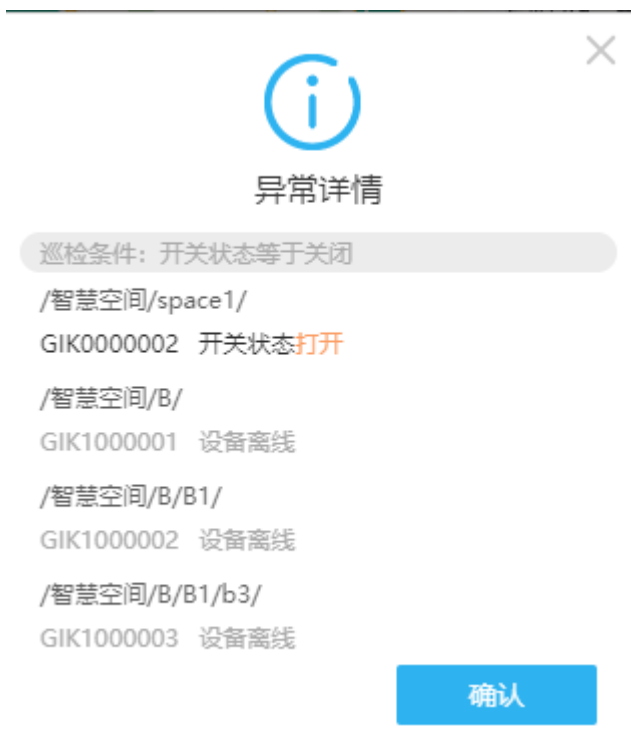 异常详情
巡检条件：开关状态等于关闭
/智慧空间/space1/
GIK0000002 开关状态打开
/智慧空间/B/
GIK1000001 设备离线
/智慧空间/B/B1/
GIK1000002 设备离线
/智慧空间/B/B1/b3/
GIK1000003 设备离线
确认